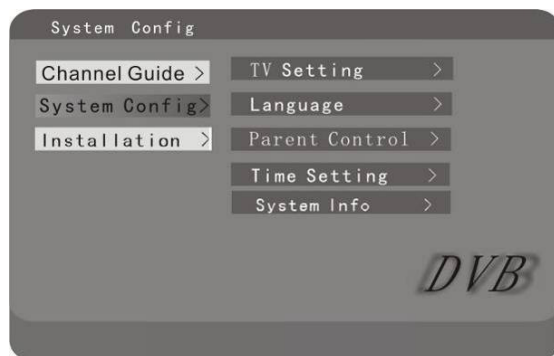 System Config
Channel Guide >
System Config>
Installation >
TV Setting >
Language >
Parent Control >
Time Setting >
System Info >
DVB